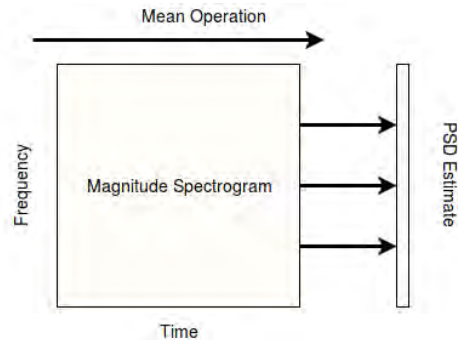 Mean Operation
Frequency
Magnitude Spectrogram
PSD Estimate
Time